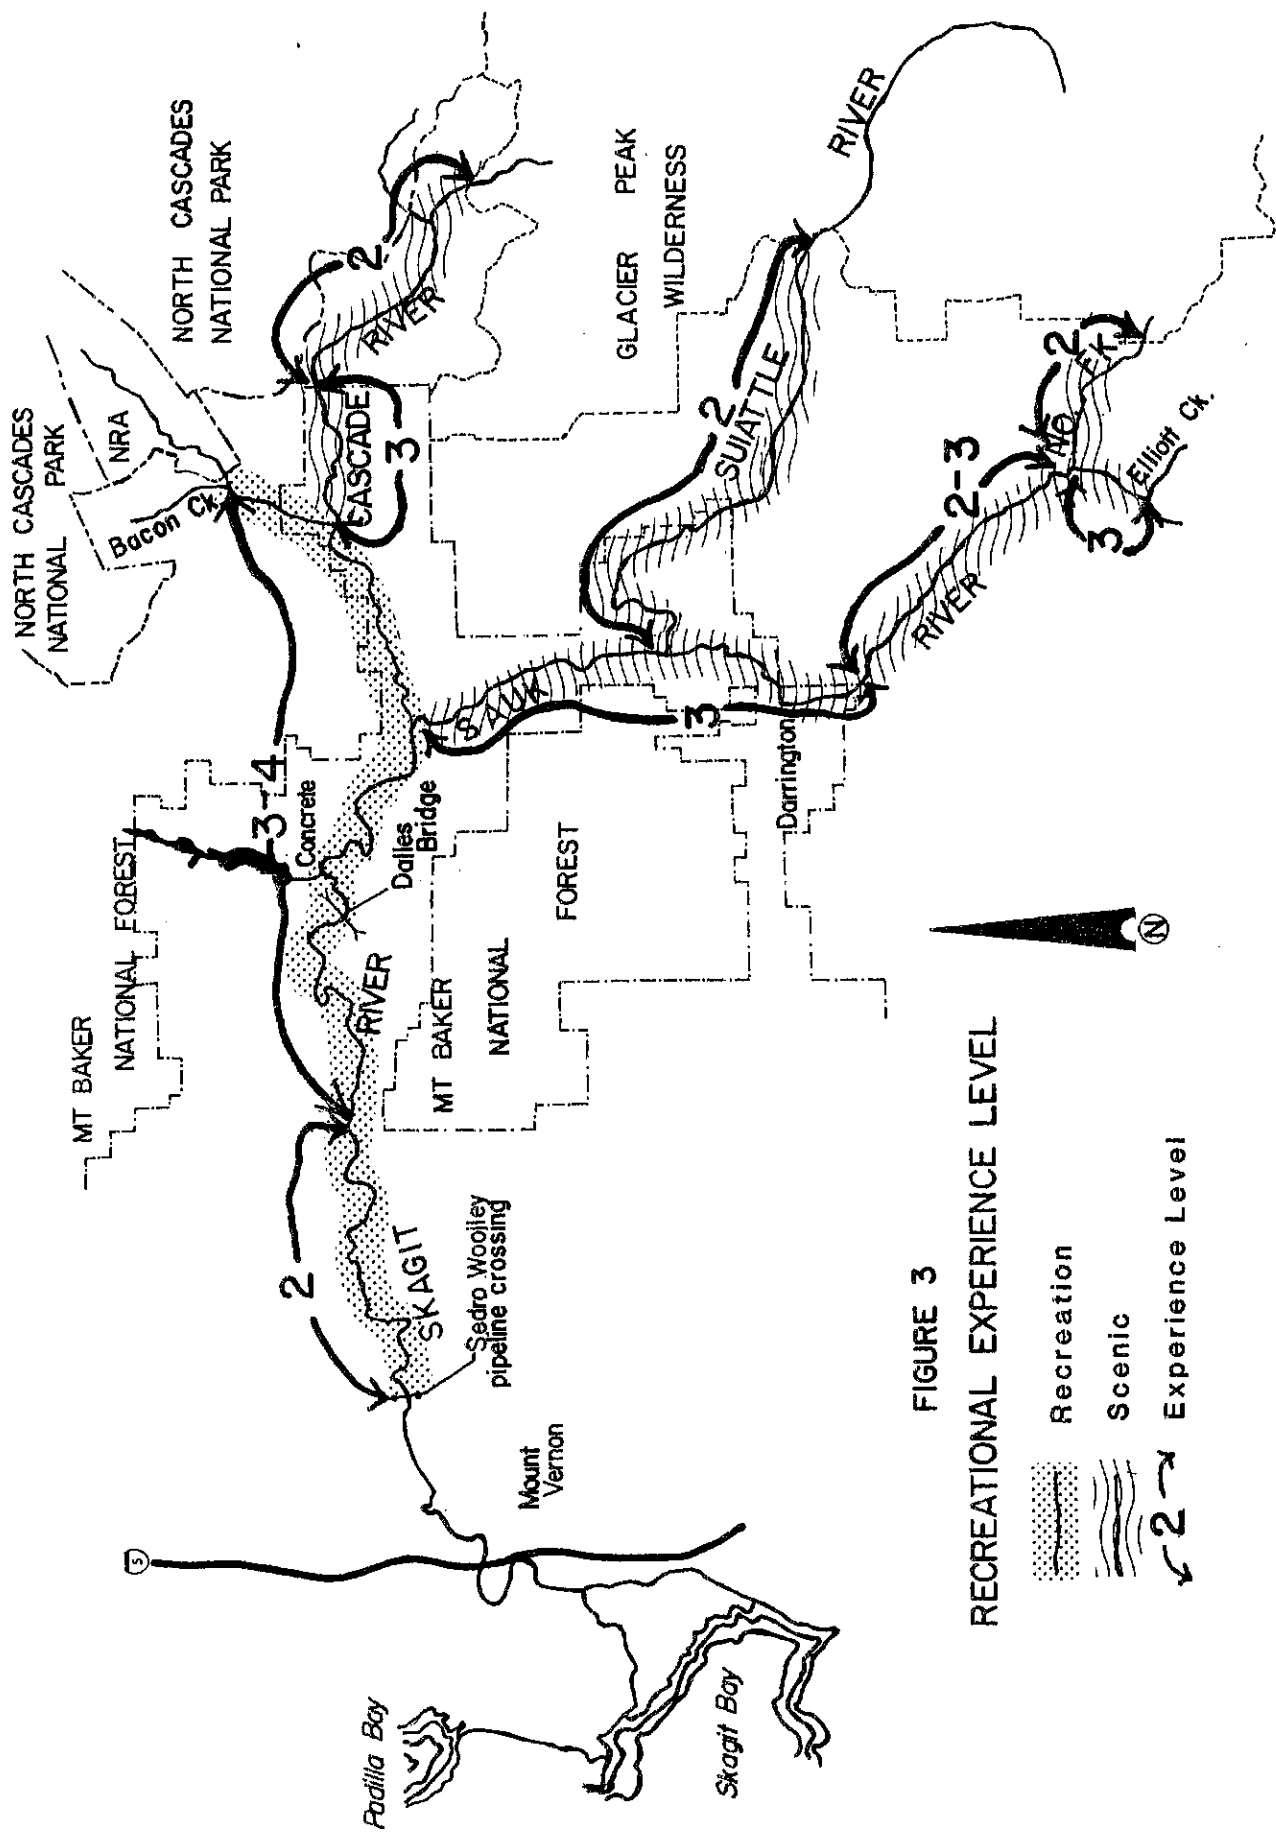 NORTH CASCADES
NATIONAL PARK
NRA
Bacon Ck.
NORTH CASCADES
NATIONAL PARK
MT BAKER
NATIONAL FOREST
3-4
Concrete
Dalles
Bridge
CASCADE
RIVER
2
3
GLACIER PEAK
WILDERNESS
5
2
SKAGIT
RIVER
Sedro Woolley
pipeline crossing
MT BAKER
NATIONAL FOREST
SAUK
RIVER
3
2
SUIATTLE
RIVER
Darrington
2-3
2
NO. FK.
3
Elliott Ck.
Padilla Bay
Mount
Vernon
Skagit Bay
N
FIGURE 3
RECREATIONAL EXPERIENCE LEVEL
Recreation
Scenic
2 Experience Level